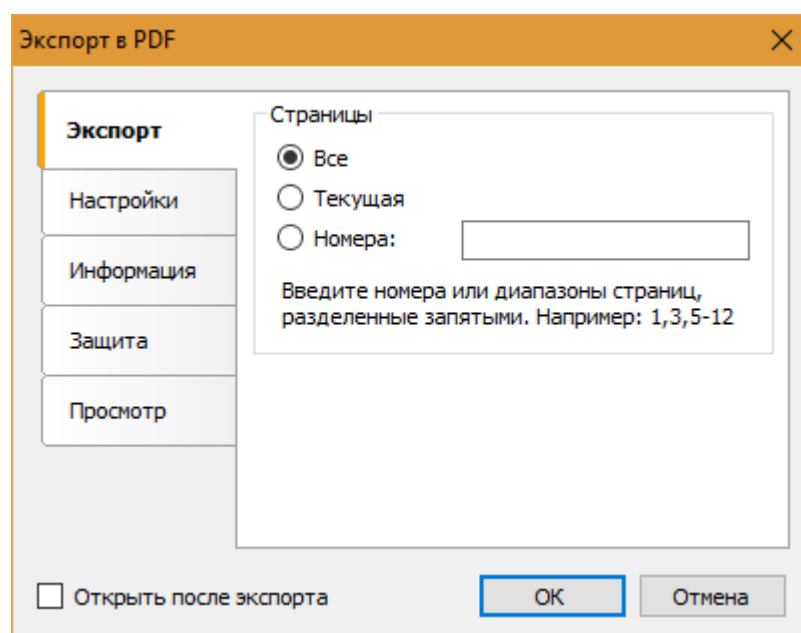 Экспорт в PDF
Экспорт
Настройки
Информация
Защита
Просмотр
Страницы
Все
Текущая
Номера:
Введите номера или диапазоны страниц,
разделенные запятыми. Например: 1,3,5-12
Открыть после экспорта
OK
Отмена